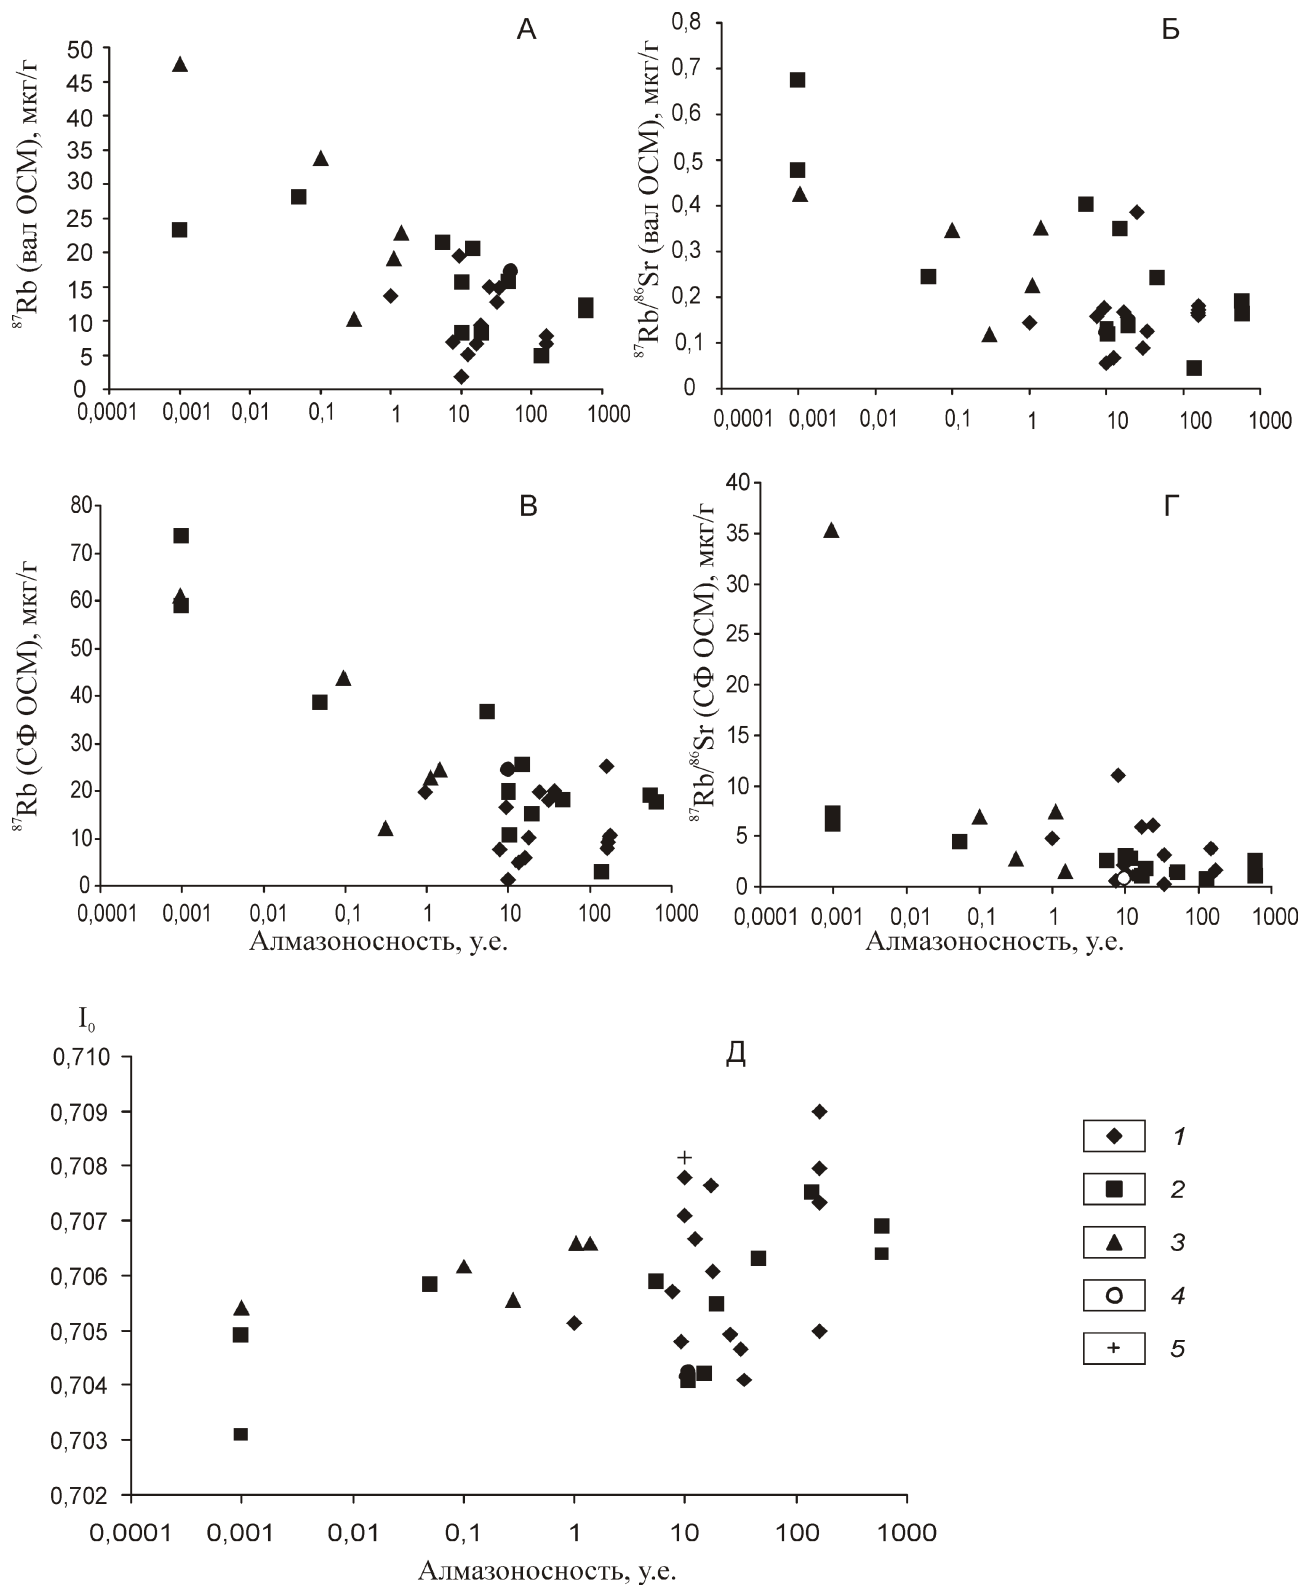 А
50
45
40
35
30
25
20
15
10
5
0
⁸⁷Rb (вал ОСМ), мкг/г
0,0001 0,001 0,01 0,1 1 10 100 1000
Б
0,8
0,7
0,6
0,5
0,4
0,3
0,2
0,1
0
⁸⁷Rb/⁸⁶Sr (вал ОСМ), мкг/г
0,0001 0,001 0,01 0,1 1 10 100 1000
В
80
70
60
50
40
30
20
10
0
⁸⁷Rb (СФ ОСМ), мкг/г
0,0001 0,001 0,01 0,1 1 10 100 1000
Алмазоносность, у.е.
Г
40
35
30
25
20
15
10
5
0
⁸⁷Rb/⁸⁶Sr (СФ ОСМ), мкг/г
0,0001 0,001 0,01 0,1 1 10 100 1000
Алмазоносность, у.е.
I₀
Д
0,710
0,709
0,708
0,707
0,706
0,705
0,704
0,703
0,702
0,0001 0,001 0,01 0,1 1 10 100 1000
Алмазоносность, у.е.
1
2
3
4
5